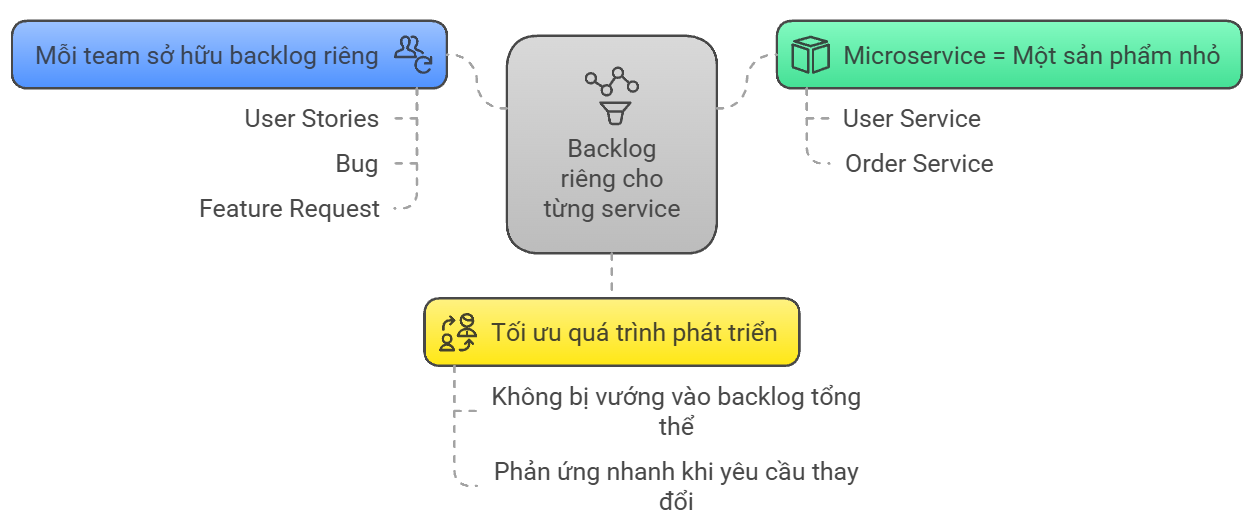 Mỗi team sở hữu backlog riêng
User Stories
Bug
Feature Request
Backlog
riêng cho
từng service
Microservice = Một sản phẩm nhỏ
User Service
Order Service
Tối ưu quá trình phát triển
Không bị vướng vào backlog tổng
thể
Phản ứng nhanh khi yêu cầu thay
đổi